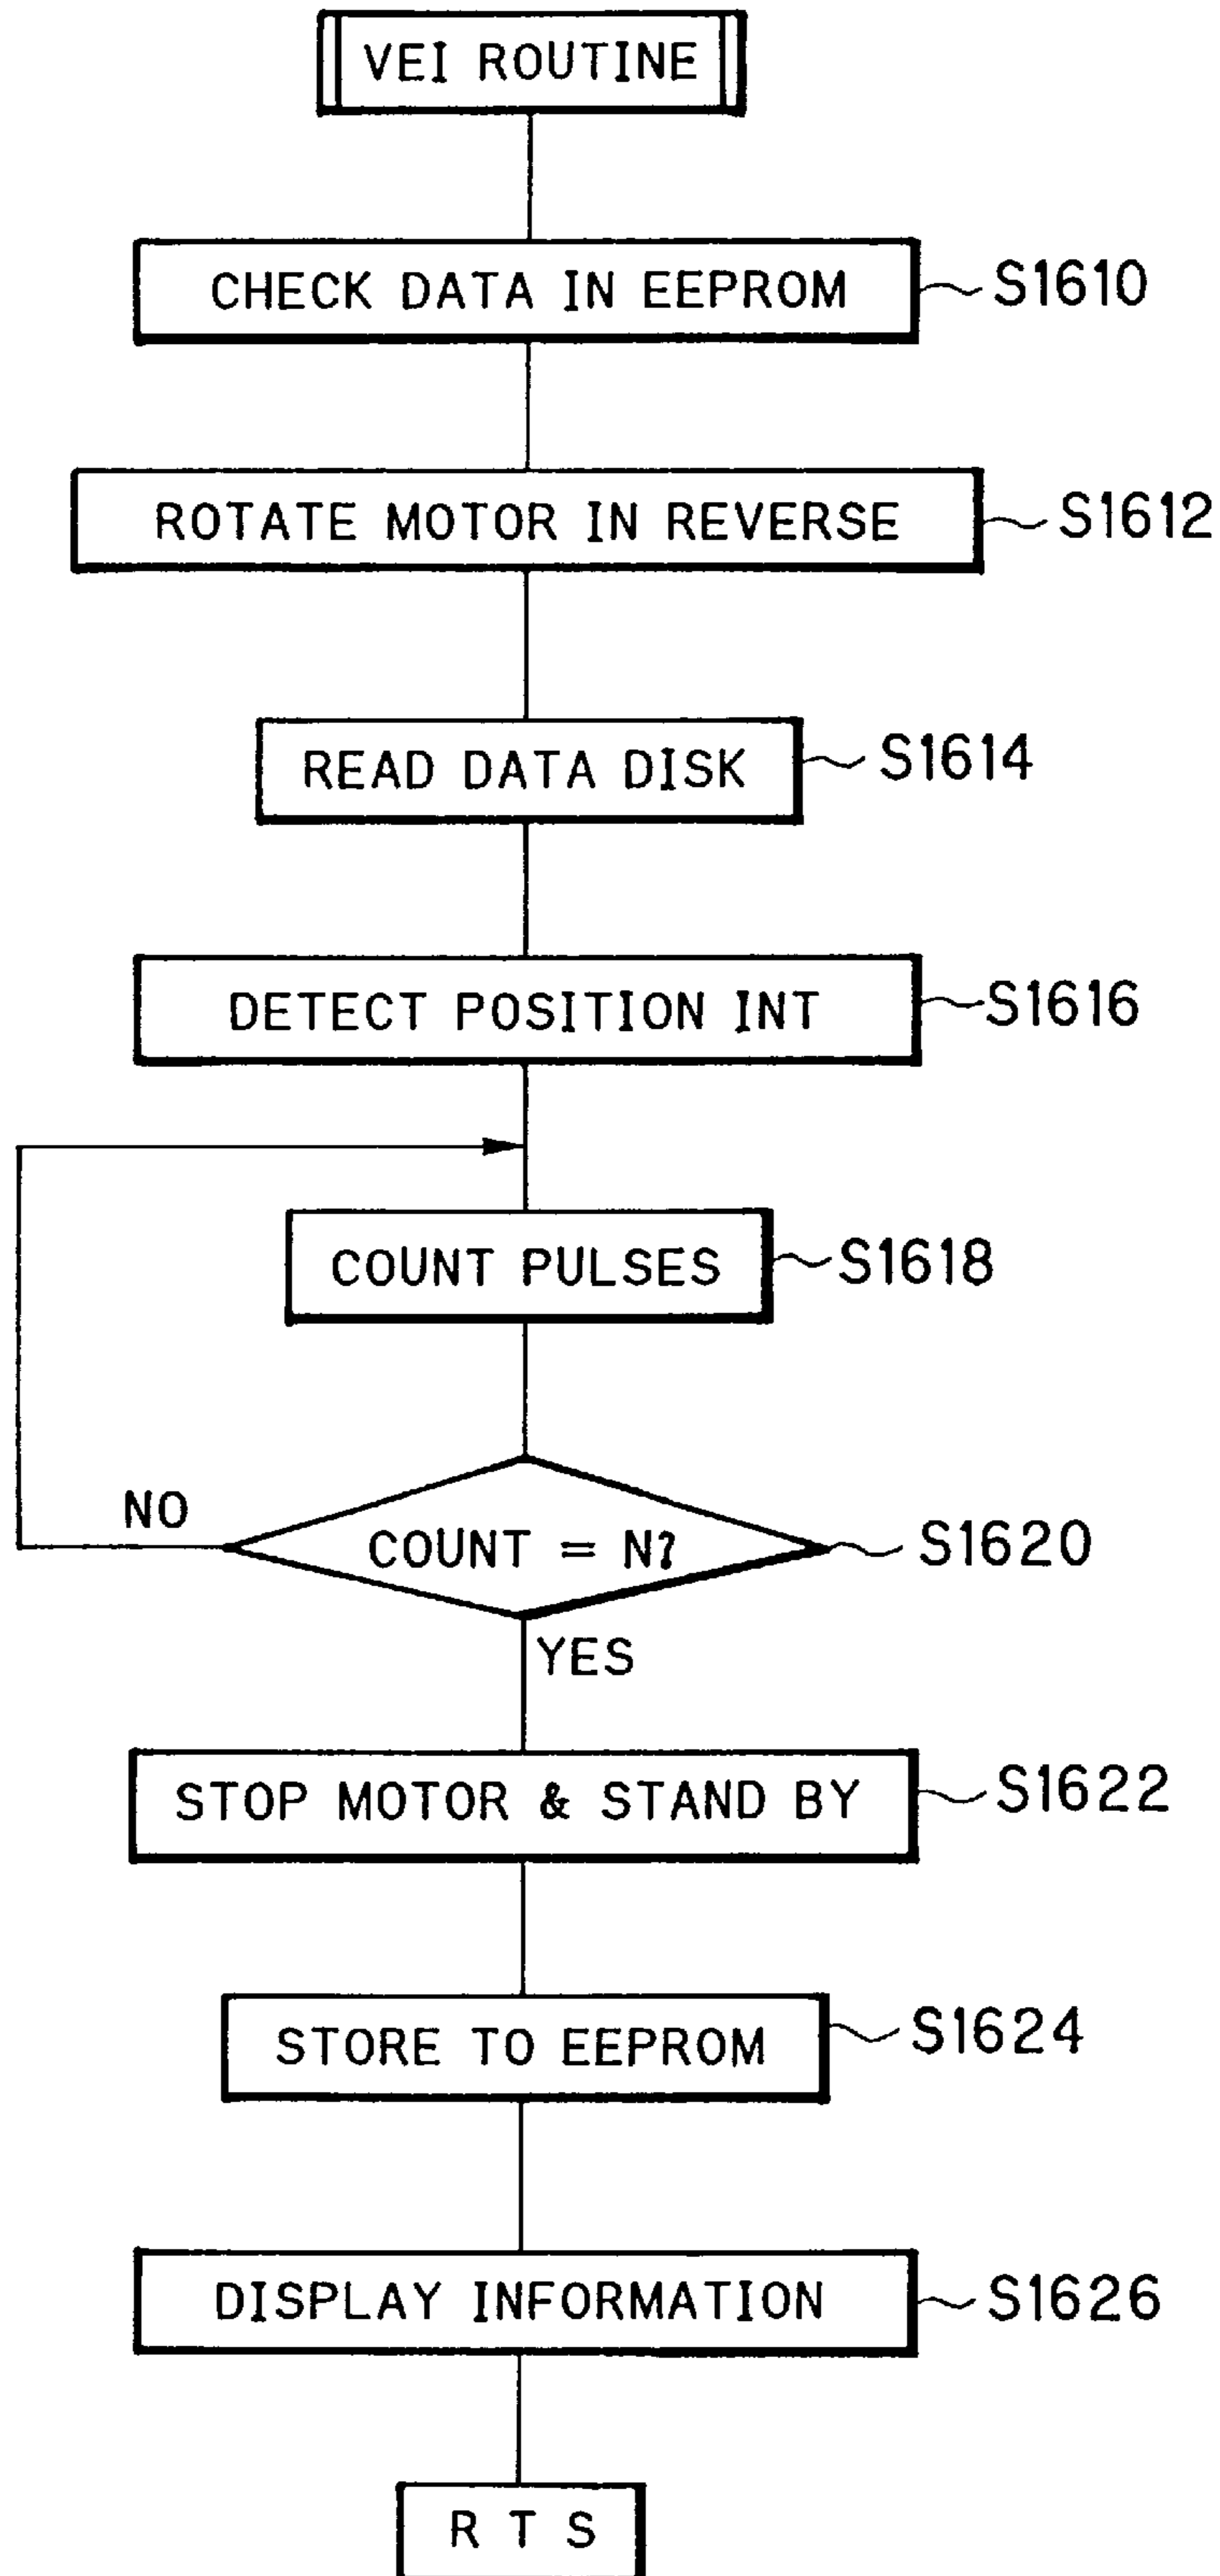 VEI ROUTINE
CHECK DATA IN EEPROM
S1610
ROTATE MOTOR IN REVERSE
S1612
READ DATA DISK
S1614
DETECT POSITION INT
S1616
COUNT PULSES
S1618
NO
COUNT = N?
S1620
YES
STOP MOTOR & STAND BY
S1622
STORE TO EEPROM
S1624
DISPLAY INFORMATION
S1626
R T S